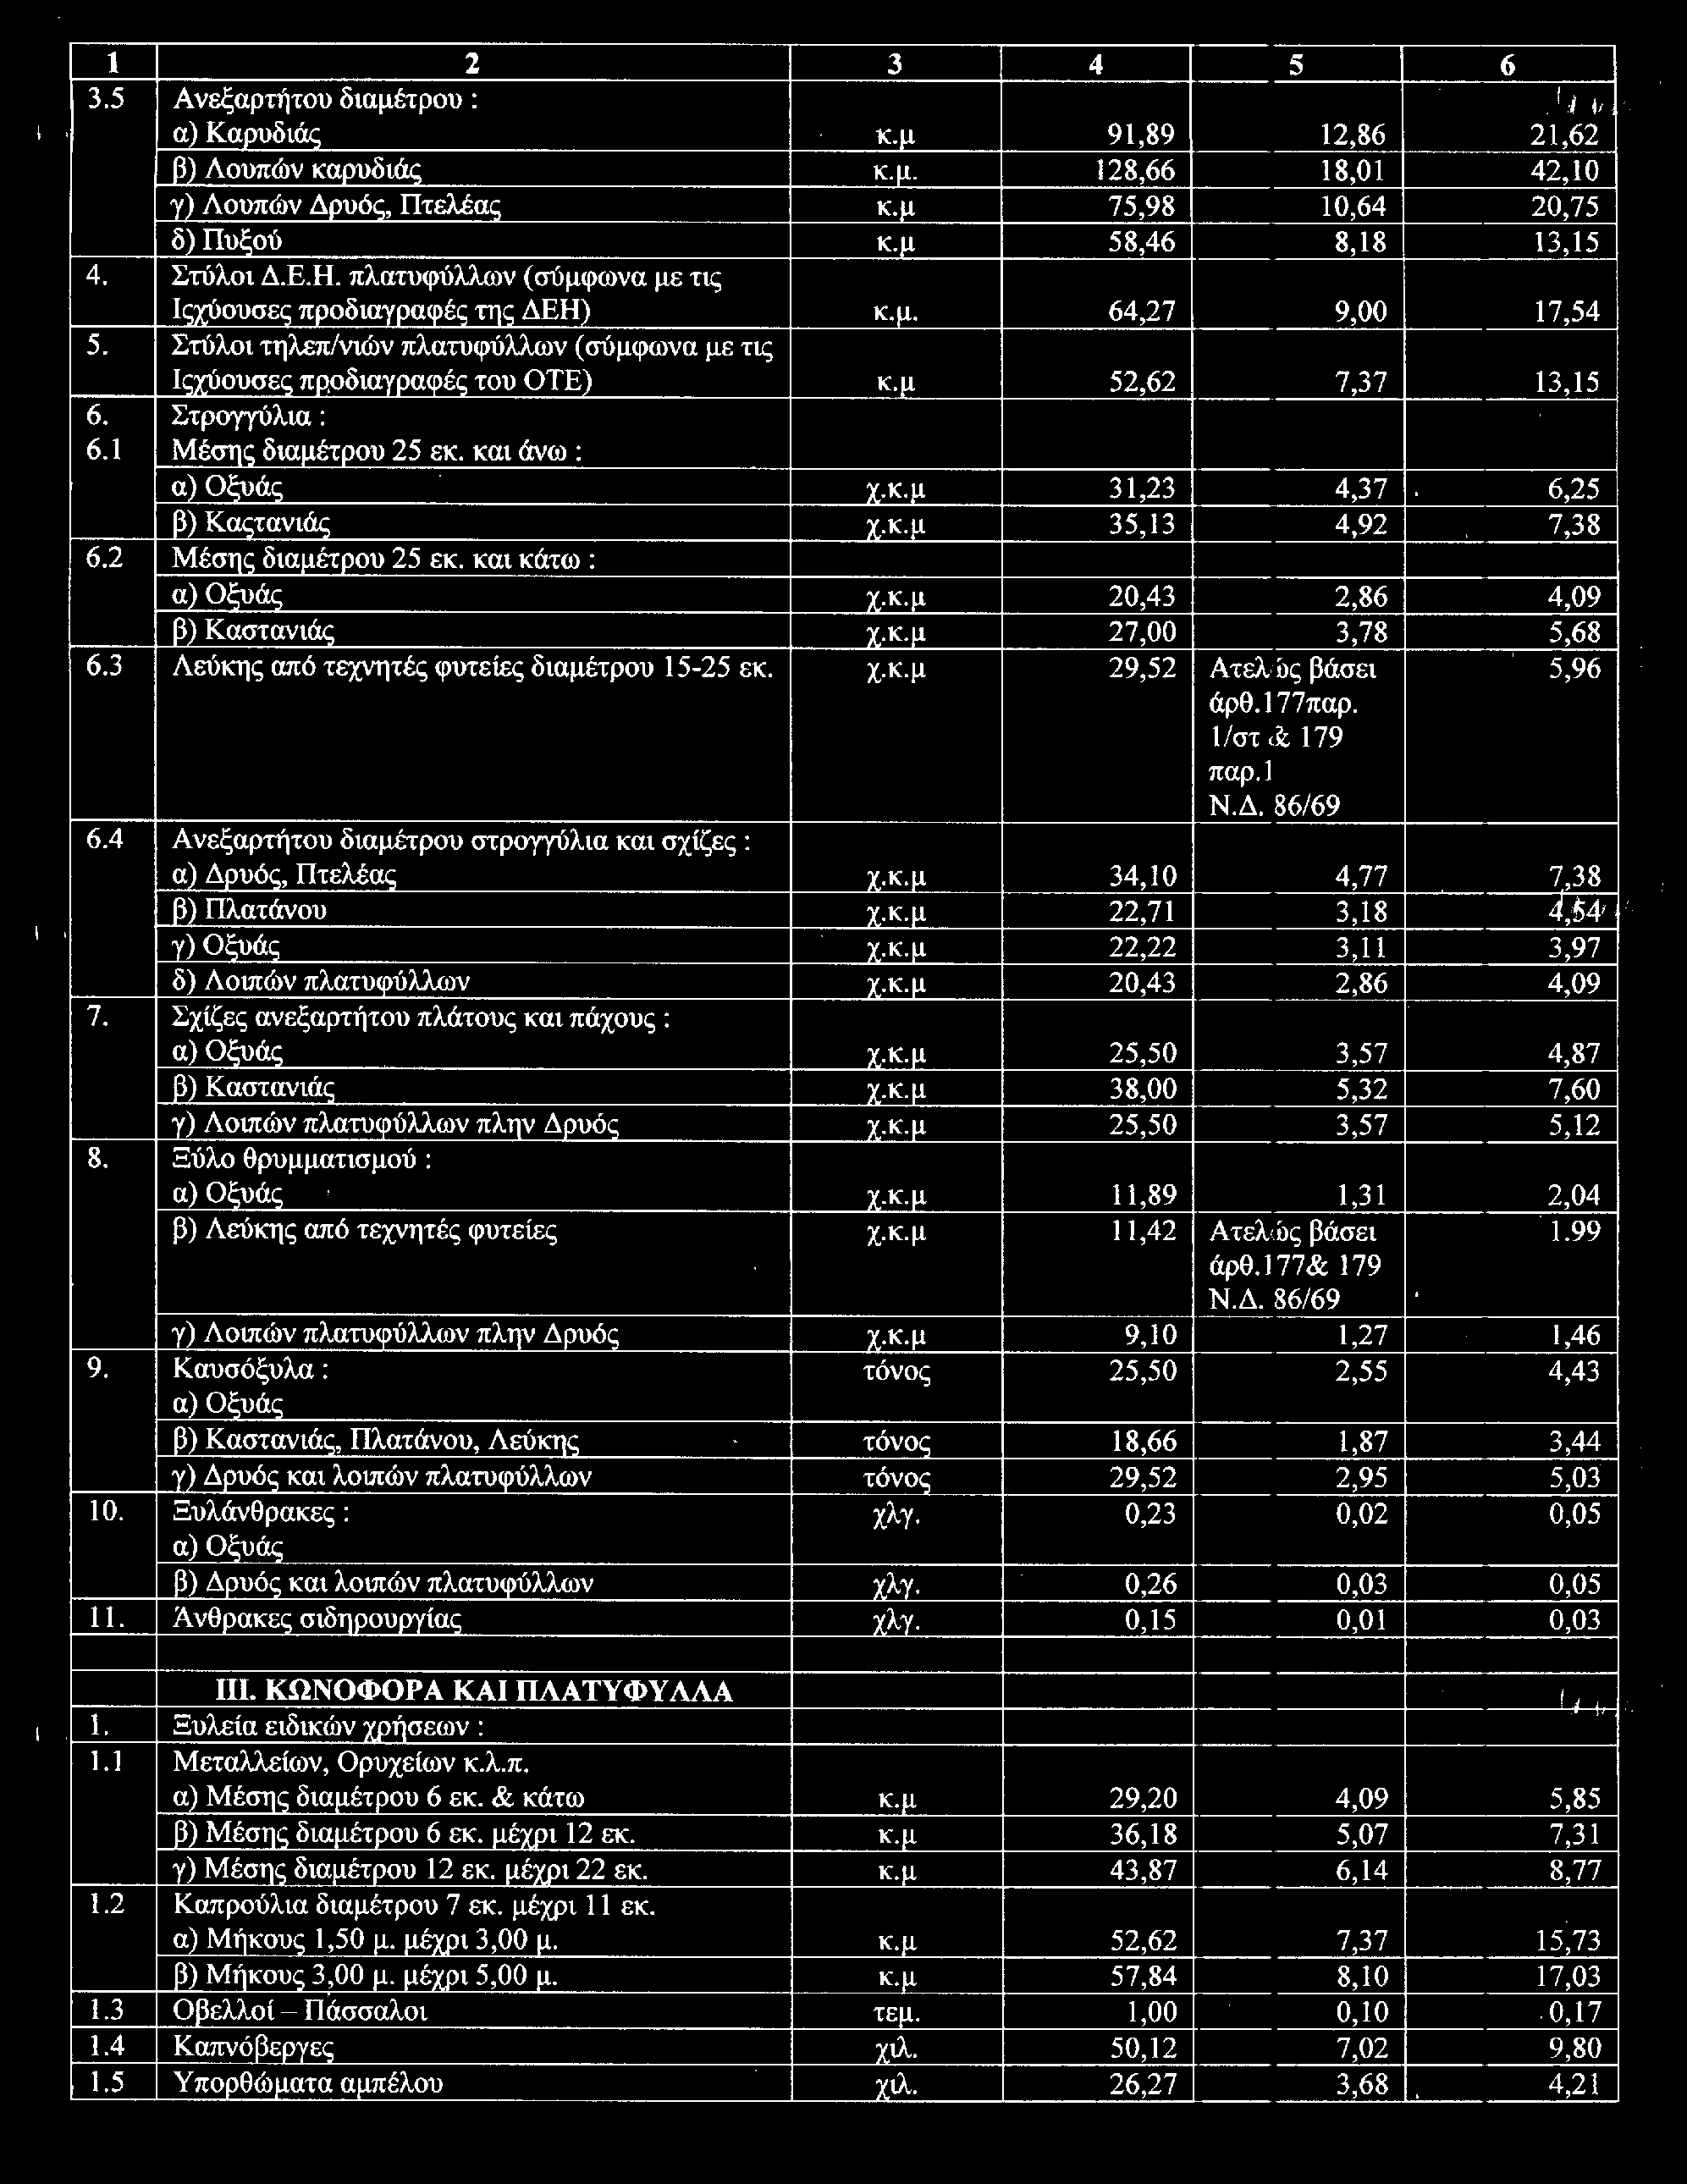 1 2 3 4 5 6
3.5 Ανεξαρτήτου διαμέτρου :
α) Καρυδιάς κ.μ 91,89 12,86 21,62
β) Λουπών καρυδιάς κ.μ. 128,66 18,01 42,10
γ) Λουπών Δρυός, Πτελέας κ.μ 75,98 10,64 20,75
δ) Πυξού κ.μ 58,46 8,18 13,15
4. Στύλοι Δ.Ε.Η. πλατυφύλλων (σύμφωνα με τις
Ιςχύουσες προδιαγραφές της ΔΕΗ) κ.μ. 64,27 9,00 17,54
5. Στύλοι τηλεπ/νιών πλατυφύλλων (σύμφωνα με τις
Ιςχύουσες προδιαγραφές του ΟΤΕ) κ.μ 52,62 7,37 13,15
6. Στρογγύλια :
6.1 Μέσης διαμέτρου 25 εκ. και άνω :
α) Οξυάς χ.κ.μ 31,23 4,37 6,25
β) Καςτανιάς χ.κ.μ 35,13 4,92 7,38
6.2 Μέσης διαμέτρου 25 εκ. και κάτω :
α) Οξυάς χ.κ.μ 20,43 2,86 4,09
β) Καστανιάς χ.κ.μ 27,00 3,78 5,68
6.3 Λεύκης από τεχνητές φυτείες διαμέτρου 15-25 εκ. χ.κ.μ 29,52 Ατελώς βάσει 5,96
άρθ.177παρ.
1/στ & 179
παρ.1
Ν.Δ. 86/69
6.4 Ανεξαρτήτου διαμέτρου στρογγύλια και σχίζες :
α) Δρυός, Πτελέας χ.κ.μ 34,10 4,77 7,38
β) Πλατάνου χ.κ.μ 22,71 3,18 4,54
γ) Οξυάς χ.κ.μ 22,22 3,11 3,97
δ) Λοιπών πλατυφύλλων χ.κ.μ 20,43 2,86 4,09
7. Σχίζες ανεξαρτήτου πλάτους και πάχους :
α) Οξυάς χ.κ.μ 25,50 3,57 4,87
β) Καστανιάς χ.κ.μ 38,00 5,32 7,60
γ) Λοιπών πλατυφύλλων πλην Δρυός χ.κ.μ 25,50 3,57 5,12
8. Ξύλο θρυμματισμού :
α) Οξυάς χ.κ.μ 11,89 1,31 2,04
β) Λεύκης από τεχνητές φυτείες χ.κ.μ 11,42 Ατελώς βάσει 1.99
άρθ.177& 179
Ν.Δ. 86/69
γ) Λοιπών πλατυφύλλων πλην Δρυός χ.κ.μ 9,10 1,27 1,46
9. Καυσόξυλα : τόνος 25,50 2,55 4,43
α) Οξυάς
β) Καστανιάς, Πλατάνου, Λεύκης τόνος 18,66 1,87 3,44
γ) Δρυός και λοιπών πλατυφύλλων τόνος 29,52 2,95 5,03
10. Ξυλάνθρακες : χλγ. 0,23 0,02 0,05
α) Οξυάς
β) Δρυός και λοιπών πλατυφύλλων χλγ. 0,26 0,03 0,05
11. Άνθρακες σιδηρουργίας χλγ. 0,15 0,01 0,03
ΙΙΙ. ΚΩΝΟΦΟΡΑ ΚΑΙ ΠΛΑΤΥΦΥΛΛΑ
1. Ξυλεία ειδικών χρήσεων :
1.1 Μεταλλείων, Ορυχείων κ.λ.π.
α) Μέσης διαμέτρου 6 εκ. & κάτω κ.μ 29,20 4,09 5,85
β) Μέσης διαμέτρου 6 εκ. μέχρι 12 εκ. κ.μ 36,18 5,07 7,31
γ) Μέσης διαμέτρου 12 εκ. μέχρι 22 εκ. κ.μ 43,87 6,14 8,77
1.2 Καπρούλια διαμέτρου 7 εκ. μέχρι 11 εκ.
α) Μήκους 1,50 μ. μέχρι 3,00 μ. κ.μ 52,62 7,37 15,73
β) Μήκους 3,00 μ. μέχρι 5,00 μ. κ.μ 57,84 8,10 17,03
1.3 Οβελλοί – Πάσσαλοι τεμ. 1,00 0,10 0,17
1.4 Καπνόβεργες χιλ. 50,12 7,02 9,80
1.5 Υπορθώματα αμπέλου χιλ. 26,27 3,68 4,21